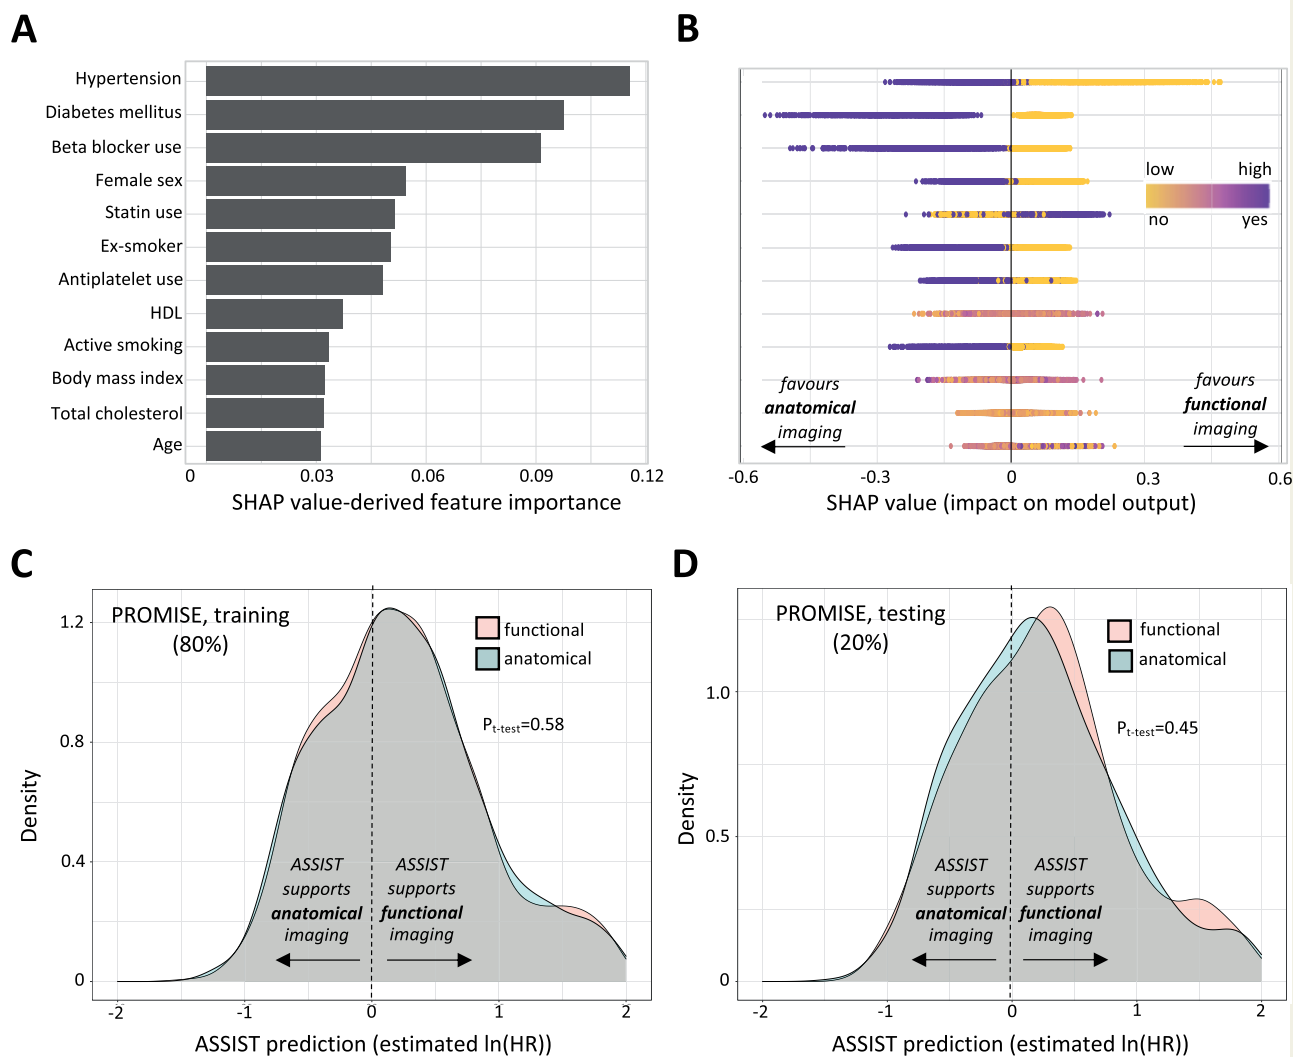 A
Hypertension
Diabetes mellitus
Beta blocker use
Female sex
Statin use
Ex-smoker
Antiplatelet use
HDL
Active smoking
Body mass index
Total cholesterol
Age
0
0.03
0.06
0.09
0.12
SHAP value-derived feature importance
B
low
high
no
yes
favours
anatomical
imaging
favours
functional
imaging
-0.6
-0.3
0
0.3
0.6
SHAP value (impact on model output)
C
PROMISE, training
(80%)
functional
anatomical
Pt-test=0.58
ASSIST
supports
anatomical
imaging
ASSIST
supports
functional
imaging
Density
1.2
0.8
0.4
0
-2
-1
0
1
2
ASSIST prediction (estimated ln(HR))
D
PROMISE, testing
(20%)
functional
anatomical
Pt-test=0.45
ASSIST
supports
anatomical
imaging
ASSIST
supports
functional
imaging
Density
1.0
0.5
0
-2
-1
0
1
2
ASSIST prediction (estimated ln(HR))